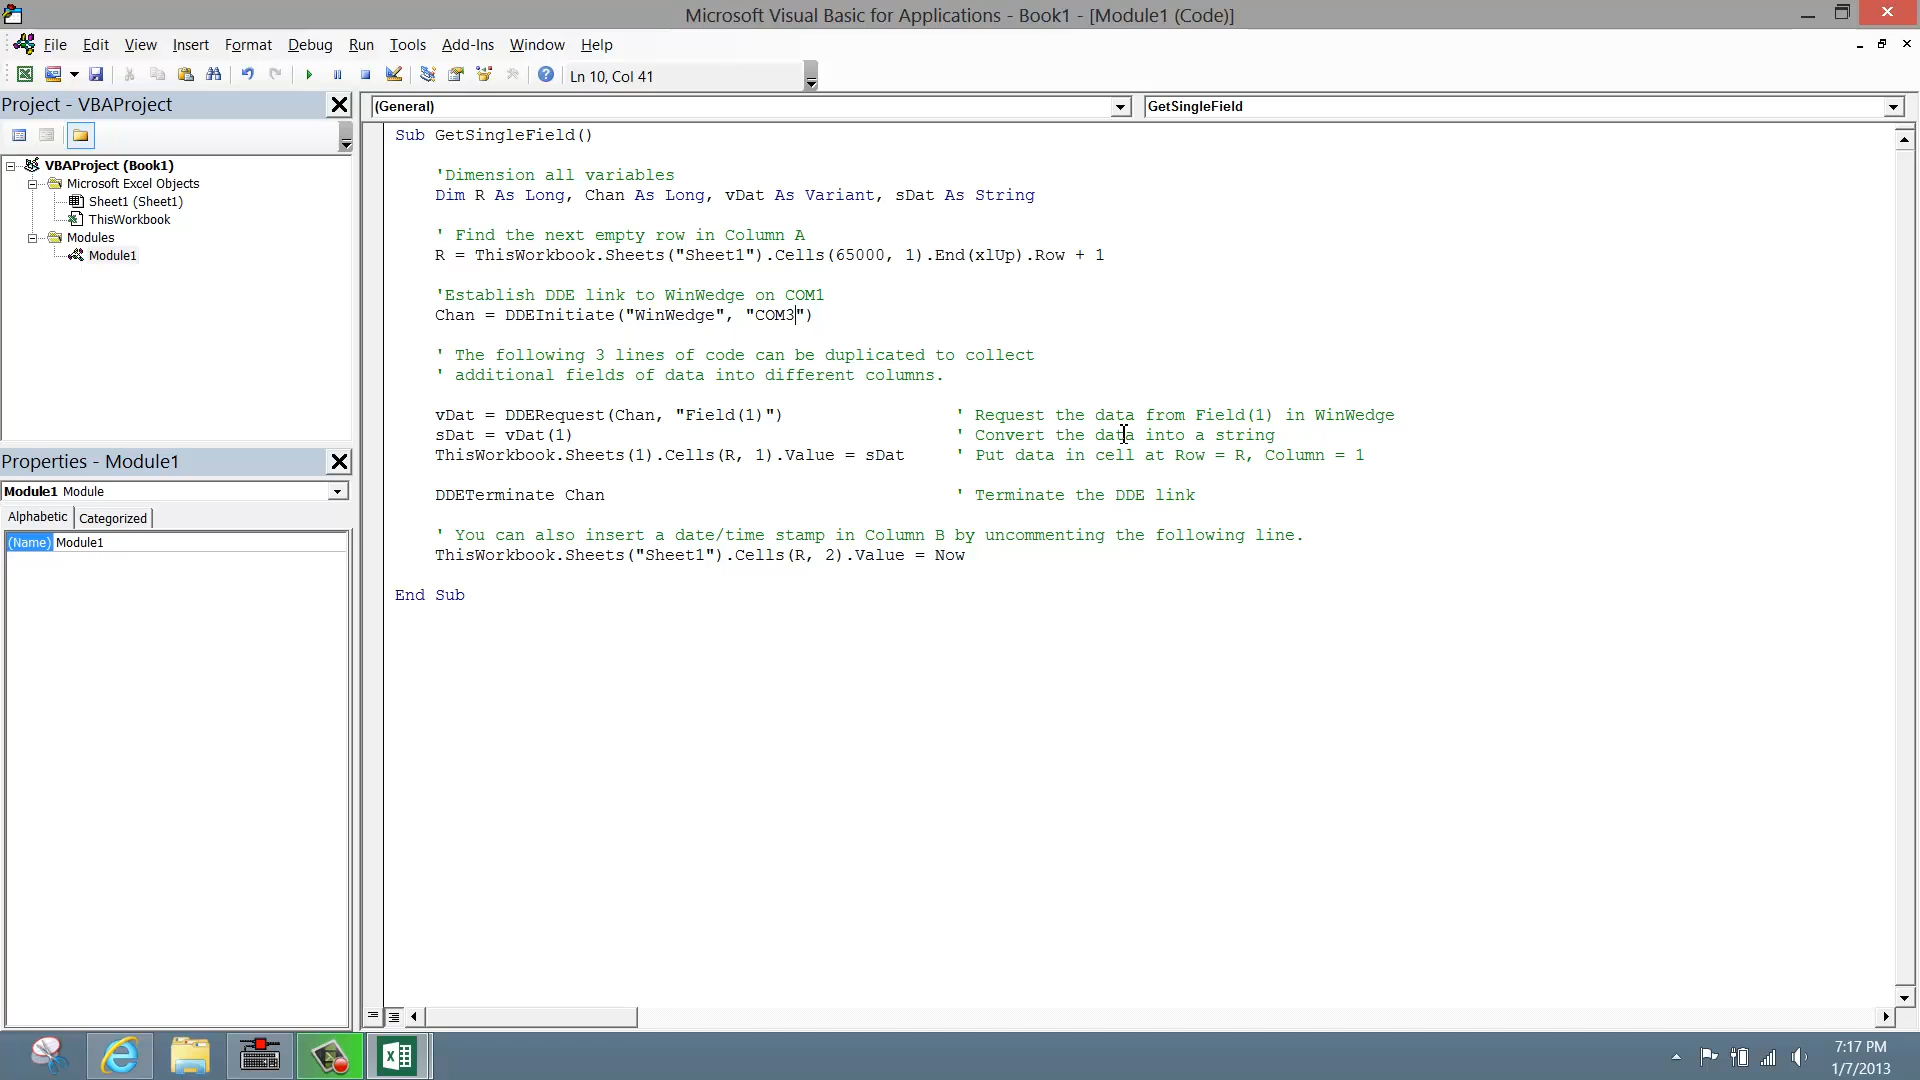 Microsoft Visual Basic for Applications - Book1 - [Module1 (Code)]
File Edit View Insert Format Debug Run Tools Add-Ins Window Help
Ln 10, Col 41
Project - VBAProject
(General)
GetSingleField
VBAProject (Book1)
Microsoft Excel Objects
Sheet1 (Sheet1)
ThisWorkbook
Modules
Module1
Properties - Module1
Module1 Module
Alphabetic Categorized
(Name) Module1
Sub GetSingleField()
'Dimension all variables
Dim R As Long, Chan As Long, vDat As Variant, sDat As String
' Find the next empty row in Column A
R = ThisWorkbook.Sheets("Sheet1").Cells(65000, 1).End(xlUp).Row + 1
'Establish DDE link to WinWedge on COM1
Chan = DDEInitiate("WinWedge", "COM3")
' The following 3 lines of code can be duplicated to collect
' additional fields of data into different columns.
vDat = DDERequest(Chan, "Field(1)") ' Request the data from Field(1) in WinWedge
sDat = vDat(1) ' Convert the data into a string
ThisWorkbook.Sheets(1).Cells(R, 1).Value = sDat ' Put data in cell at Row = R, Column = 1
DDETerminate Chan ' Terminate the DDE link
' You can also insert a date/time stamp in Column B by uncommenting the following line.
ThisWorkbook.Sheets("Sheet1").Cells(R, 2).Value = Now
End Sub
7:17 PM
1/7/2013